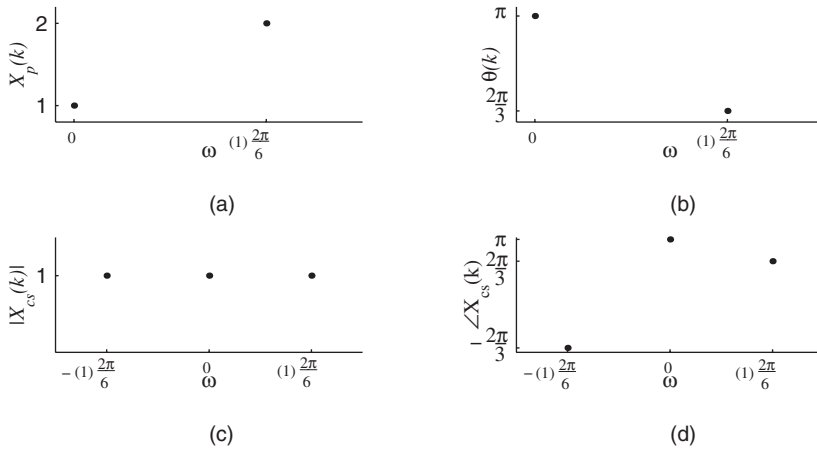 2
X_p(k)
1
0
ω
(1) 2π/6
(a)
π
θ(k)
2π/3
0
ω
(1) 2π/6
(b)
|X_cs(k)|
1
− (1) 2π/6
0
ω
(1) 2π/6
(c)
π
2π/3
∠X_cs(k)
− 2π/3
− (1) 2π/6
0
ω
(1) 2π/6
(d)